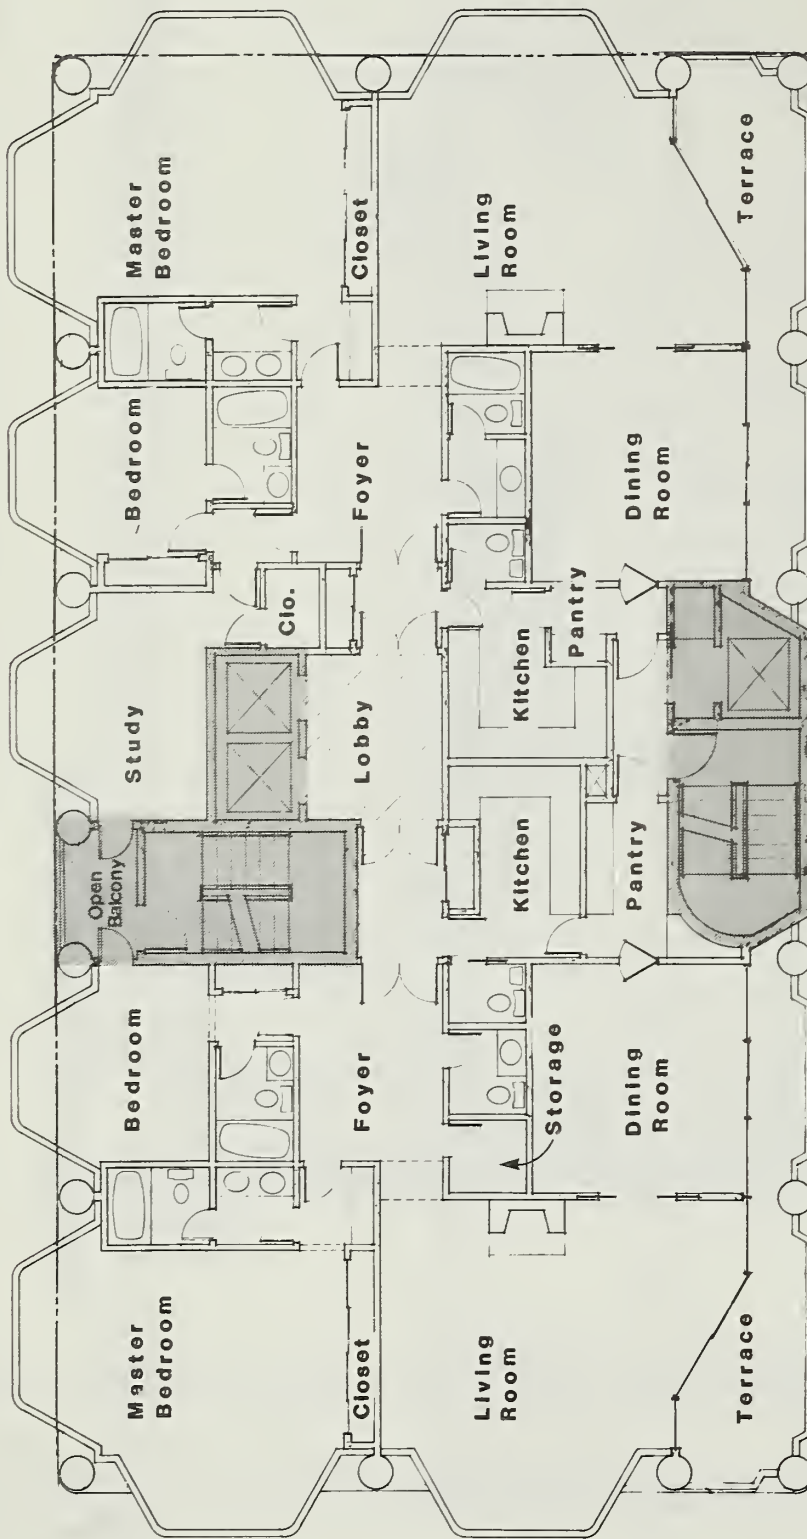 Master
Bedroom
Bedroom
Open
Balcony
Study
Bedroom
Master
Bedroom
Closet
Foyer
Lobby
Clo.
Foyer
Closet
Living
Room
Storage
Kitchen
Kitchen
Living
Room
Dining
Room
Pantry
Pantry
Dining
Room
Terrace
Terrace